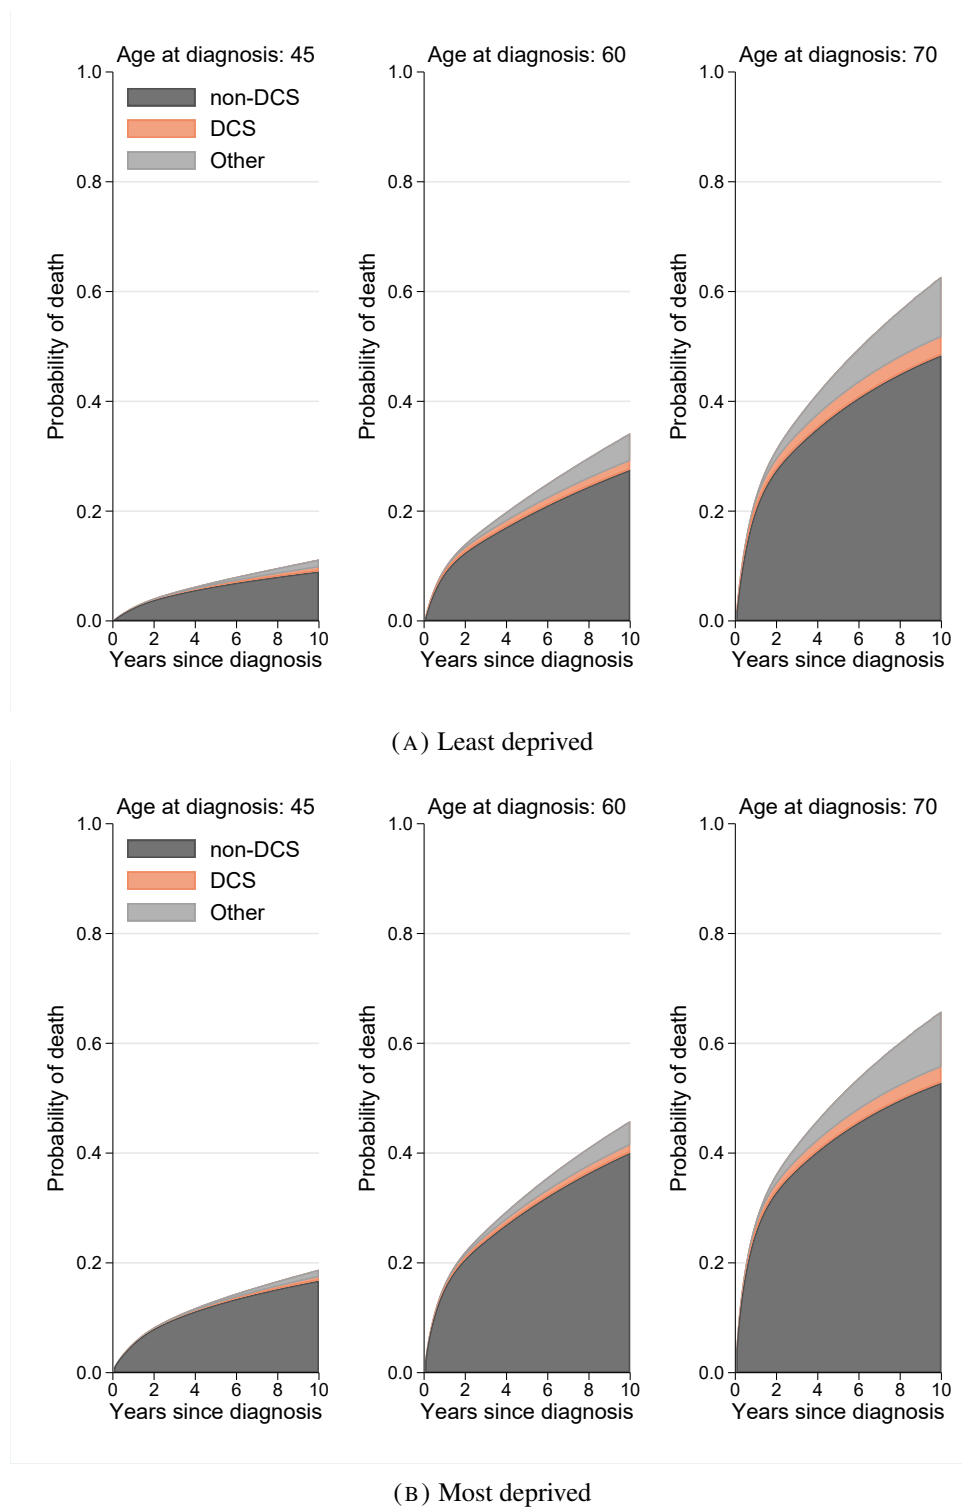 Age at diagnosis: 45
Age at diagnosis: 60
Age at diagnosis: 70
1.0
0.8
0.6
0.4
0.2
0.0
Probability of death
non-DCS
DCS
Other
0 2 4 6 8 10
Years since diagnosis
1.0
0.8
0.6
0.4
0.2
0.0
Probability of death
0 2 4 6 8 10
Years since diagnosis
1.0
0.8
0.6
0.4
0.2
0.0
Probability of death
0 2 4 6 8 10
Years since diagnosis
(A) Least deprived
Age at diagnosis: 45
Age at diagnosis: 60
Age at diagnosis: 70
1.0
0.8
0.6
0.4
0.2
0.0
Probability of death
non-DCS
DCS
Other
0 2 4 6 8 10
Years since diagnosis
1.0
0.8
0.6
0.4
0.2
0.0
Probability of death
0 2 4 6 8 10
Years since diagnosis
1.0
0.8
0.6
0.4
0.2
0.0
Probability of death
0 2 4 6 8 10
Years since diagnosis
(B) Most deprived